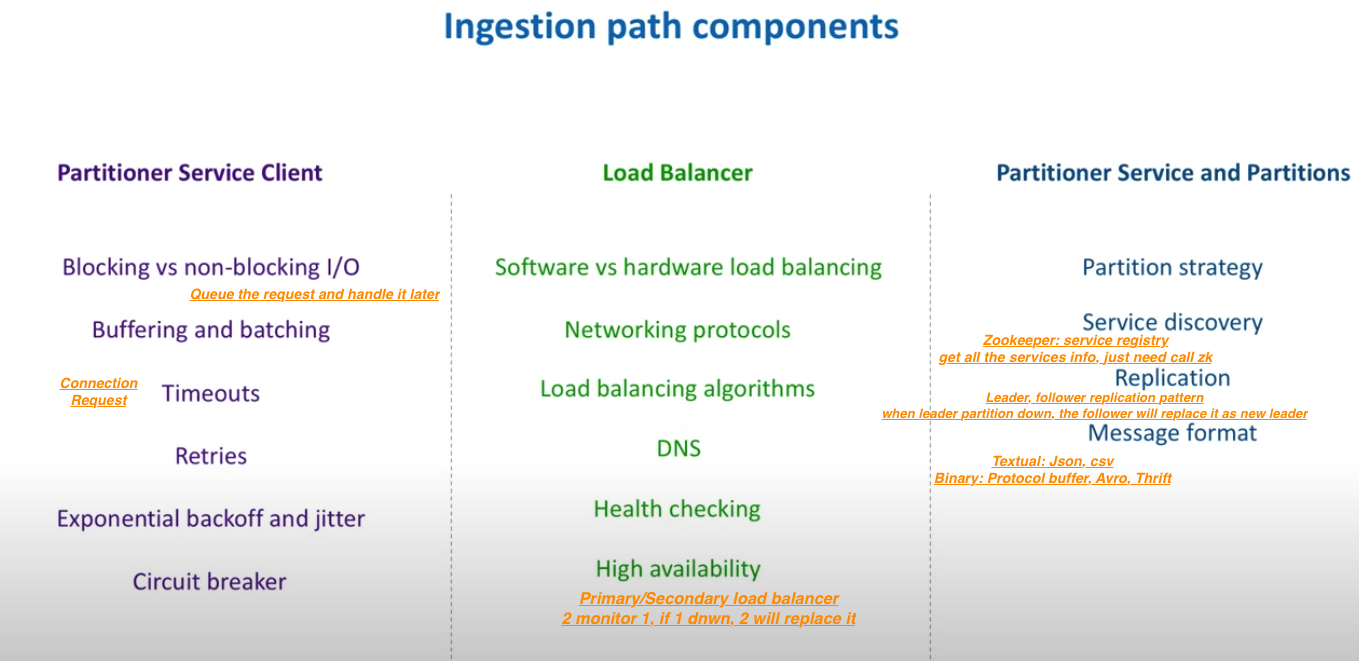 Ingestion path components
Partitioner Service Client
Blocking vs non-blocking I/O
Queue the request and handle it later
Buffering and batching
Connection
Request
Timeouts
Retries
Exponential backoff and jitter
Circuit breaker
Load Balancer
Software vs hardware load balancing
Networking protocols
Load balancing algorithms
DNS
Health checking
High availability
Primary/Secondary load balancer
2 monitor 1, if 1 dnwn, 2 will replace it
Partitioner Service and Partitions
Partition strategy
Service discovery
Zookeeper: service registry
get all the services info, just need call zk
Replication
Leader, follower replication pattern
when leader partition down, the follower will replace it as new leader
Message format
Textual: Json, csv
Binary: Protocol buffer, Avro, Thrift